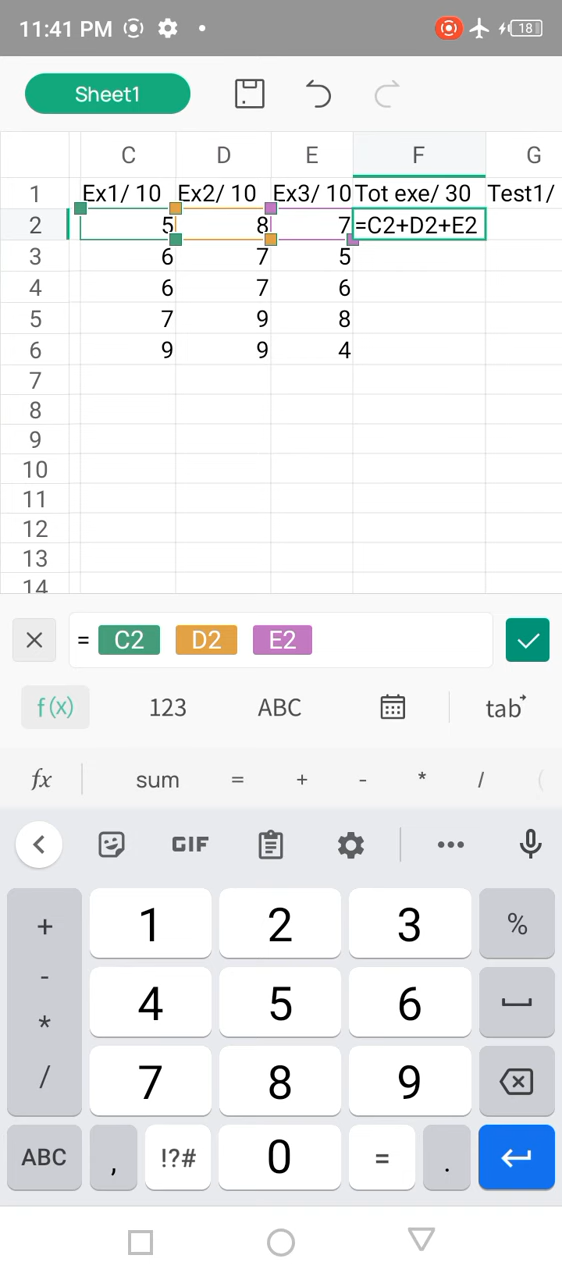 11:41 PM 18
Sheet1
C D E F G
1 Ex1/ 10 Ex2/ 10 Ex3/ 10 Tot exe/ 30 Test1/
2 5 8 7 =C2+D2+E2
3 6 7 5
4 6 7 6
5 7 9 8
6 9 9 4
7
8
9
10
11
12
13
14
= C2 D2 E2
f(x) 123 ABC tab
fx sum = + - * / (
GIF
+ 1 2 3 %
- 4 5 6
*
/ 7 8 9
ABC , !?# 0 = .